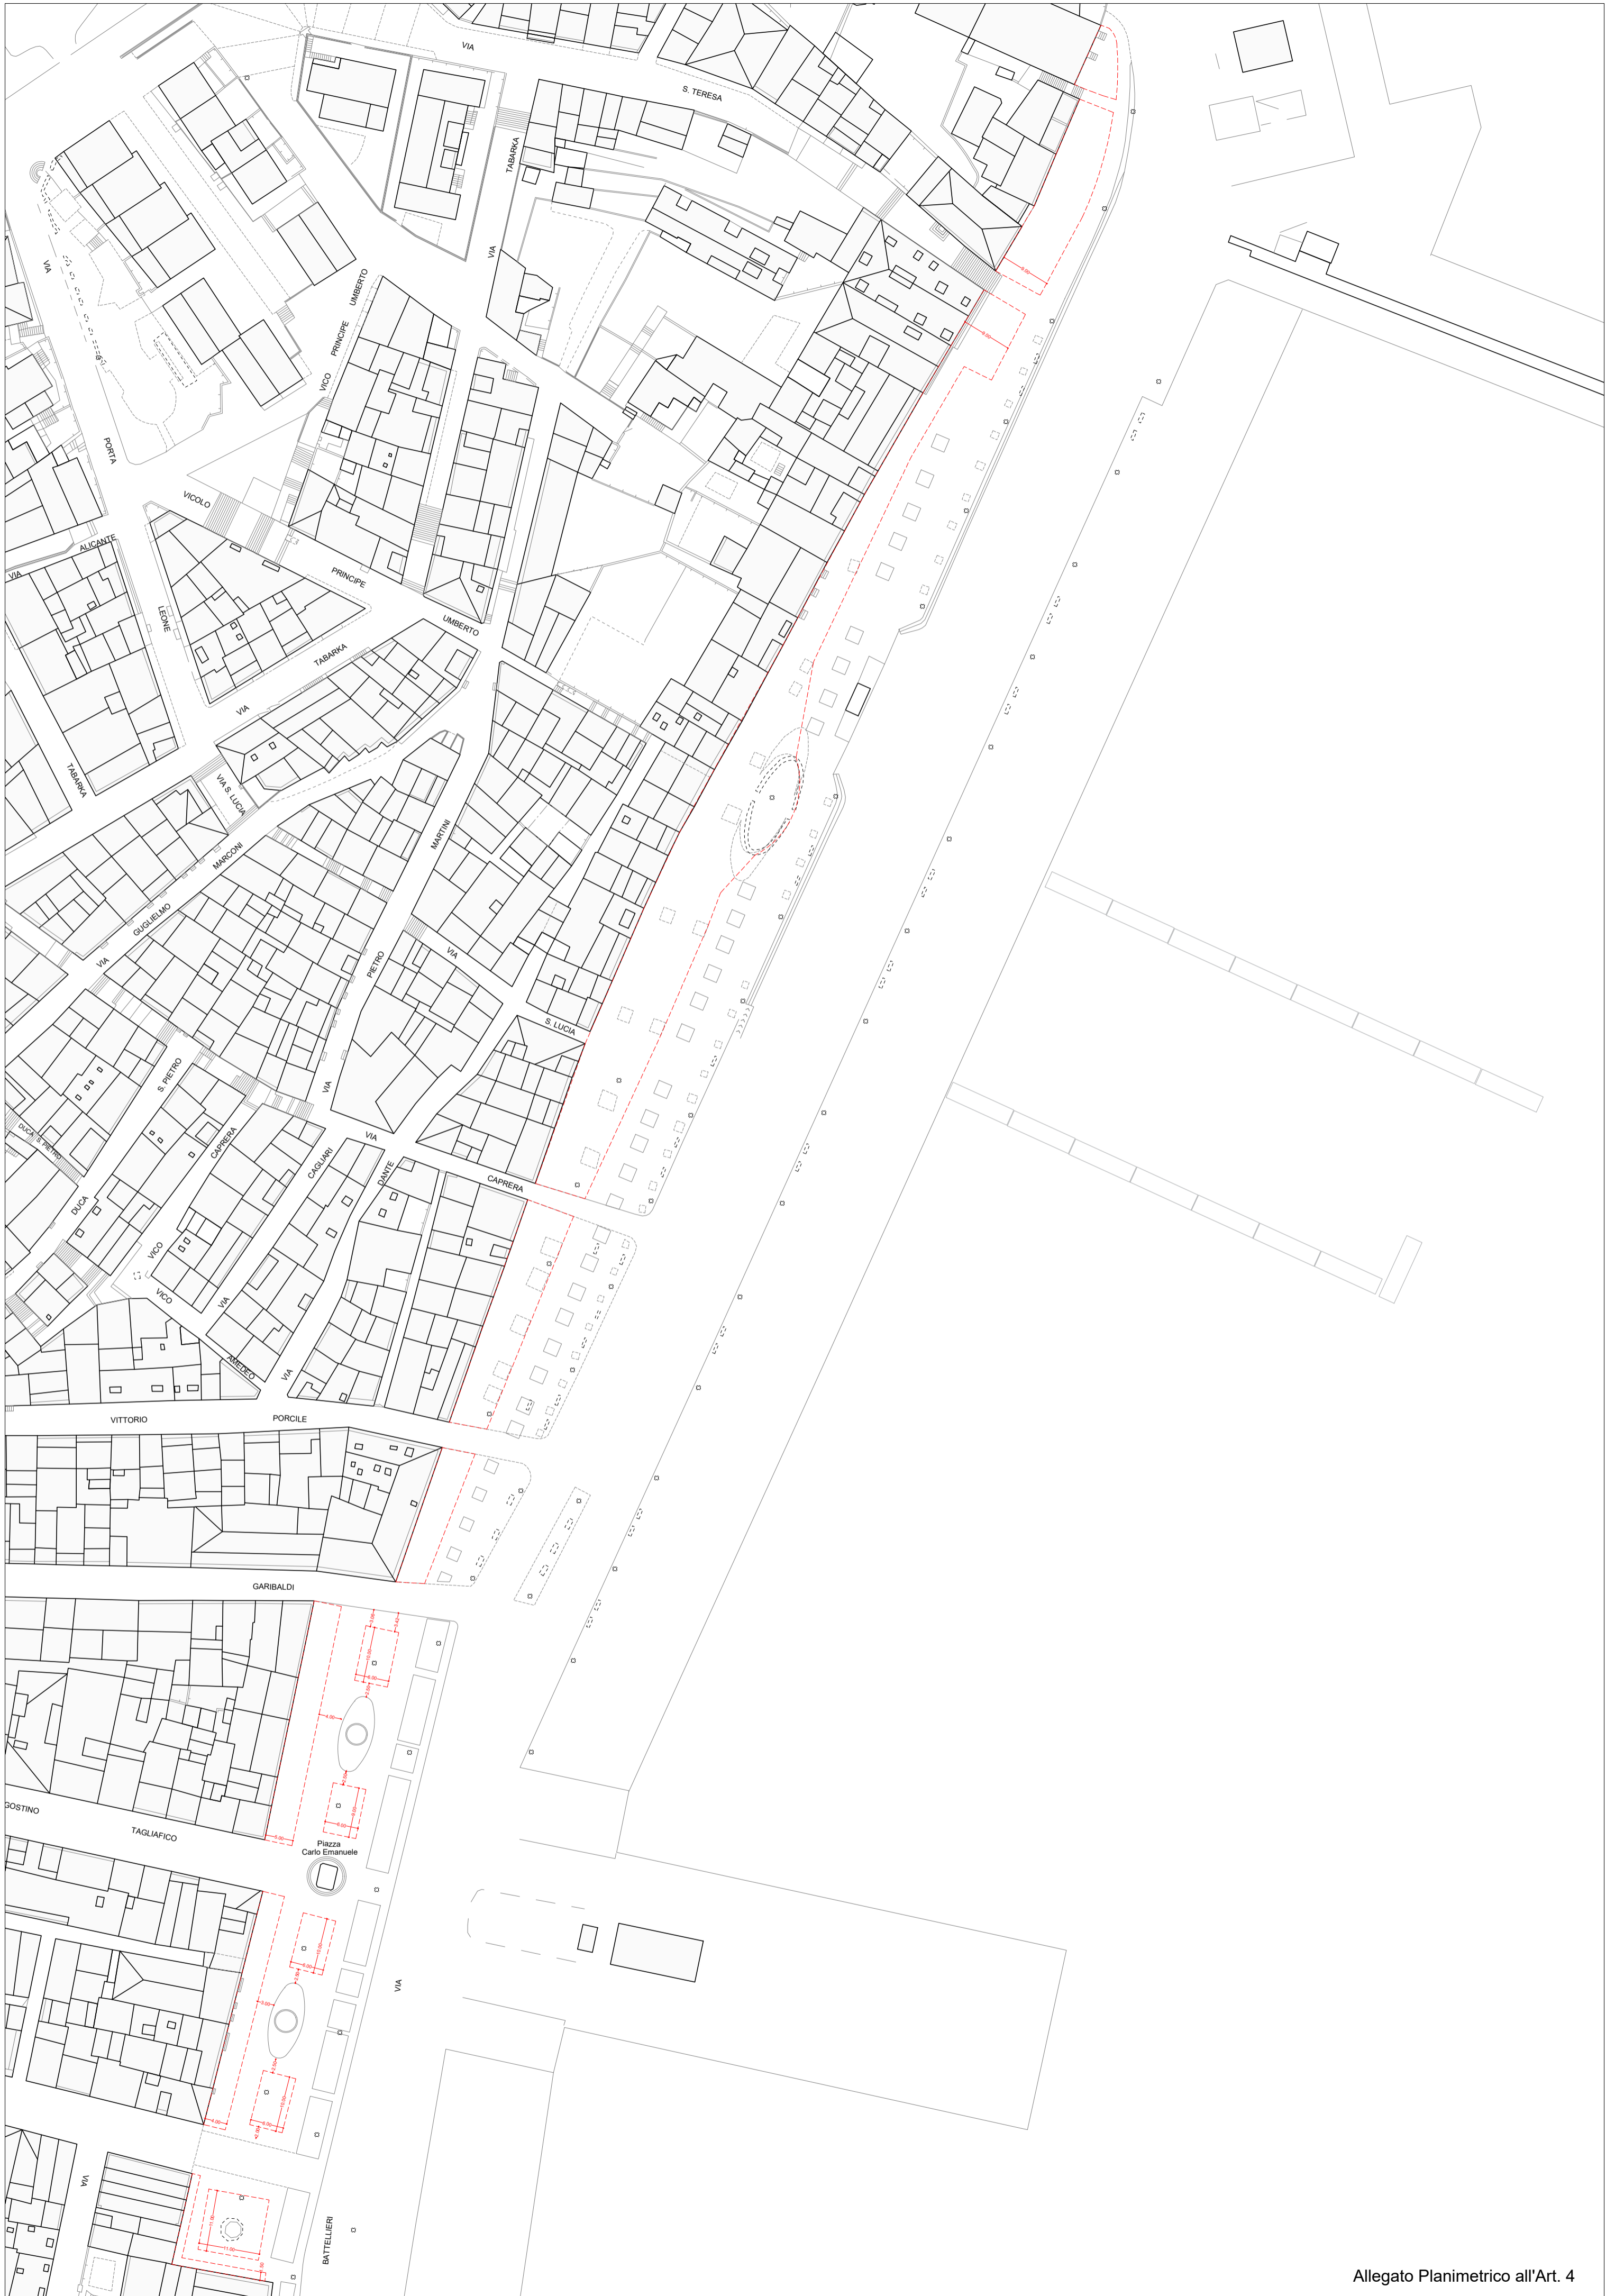 VIA
S. TERESA
TABARKA
VIA
VIA
VICO PRINCIPE UMBERTO
PORTA
VICOLO
ALICANTE
VIA
PRINCIPE
LEONE
UMBERTO
TABARKA
VIA
TABARKA
VIA S. LUCIA
MARTINI
MARCONI
GUGLIELMO
VIA
VIA
PIETRO
S. LUCIA
S. PIETRO
VIA
DUCA S. PIETRO
CAPRERA
VIA
CAGLIARI
DANTE
CAPRERA
DUCA
VICO
VICO
VIA
AMEDEO
VIA
VITTORIO
PORCILE
GARIBALDI
GOSTINO
TAGLIAFICO
Piazza
Carlo Emanuele
VIA
VIA
BATTELLIERI
Allegato Planimetrico all'Art. 4